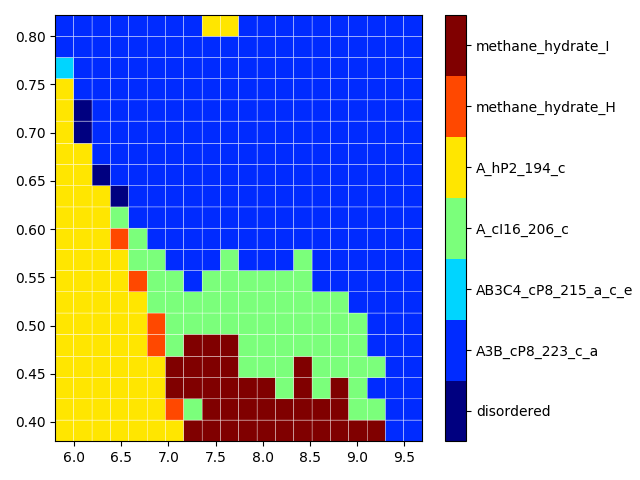 0.80
0.75
0.70
0.65
0.60
0.55
0.50
0.45
0.40
6.0 6.5 7.0 7.5 8.0 8.5 9.0 9.5
methane_hydrate_I
methane_hydrate_H
A_hP2_194_c
A_cI16_206_c
AB3C4_cP8_215_a_c_e
A3B_cP8_223_c_a
disordered